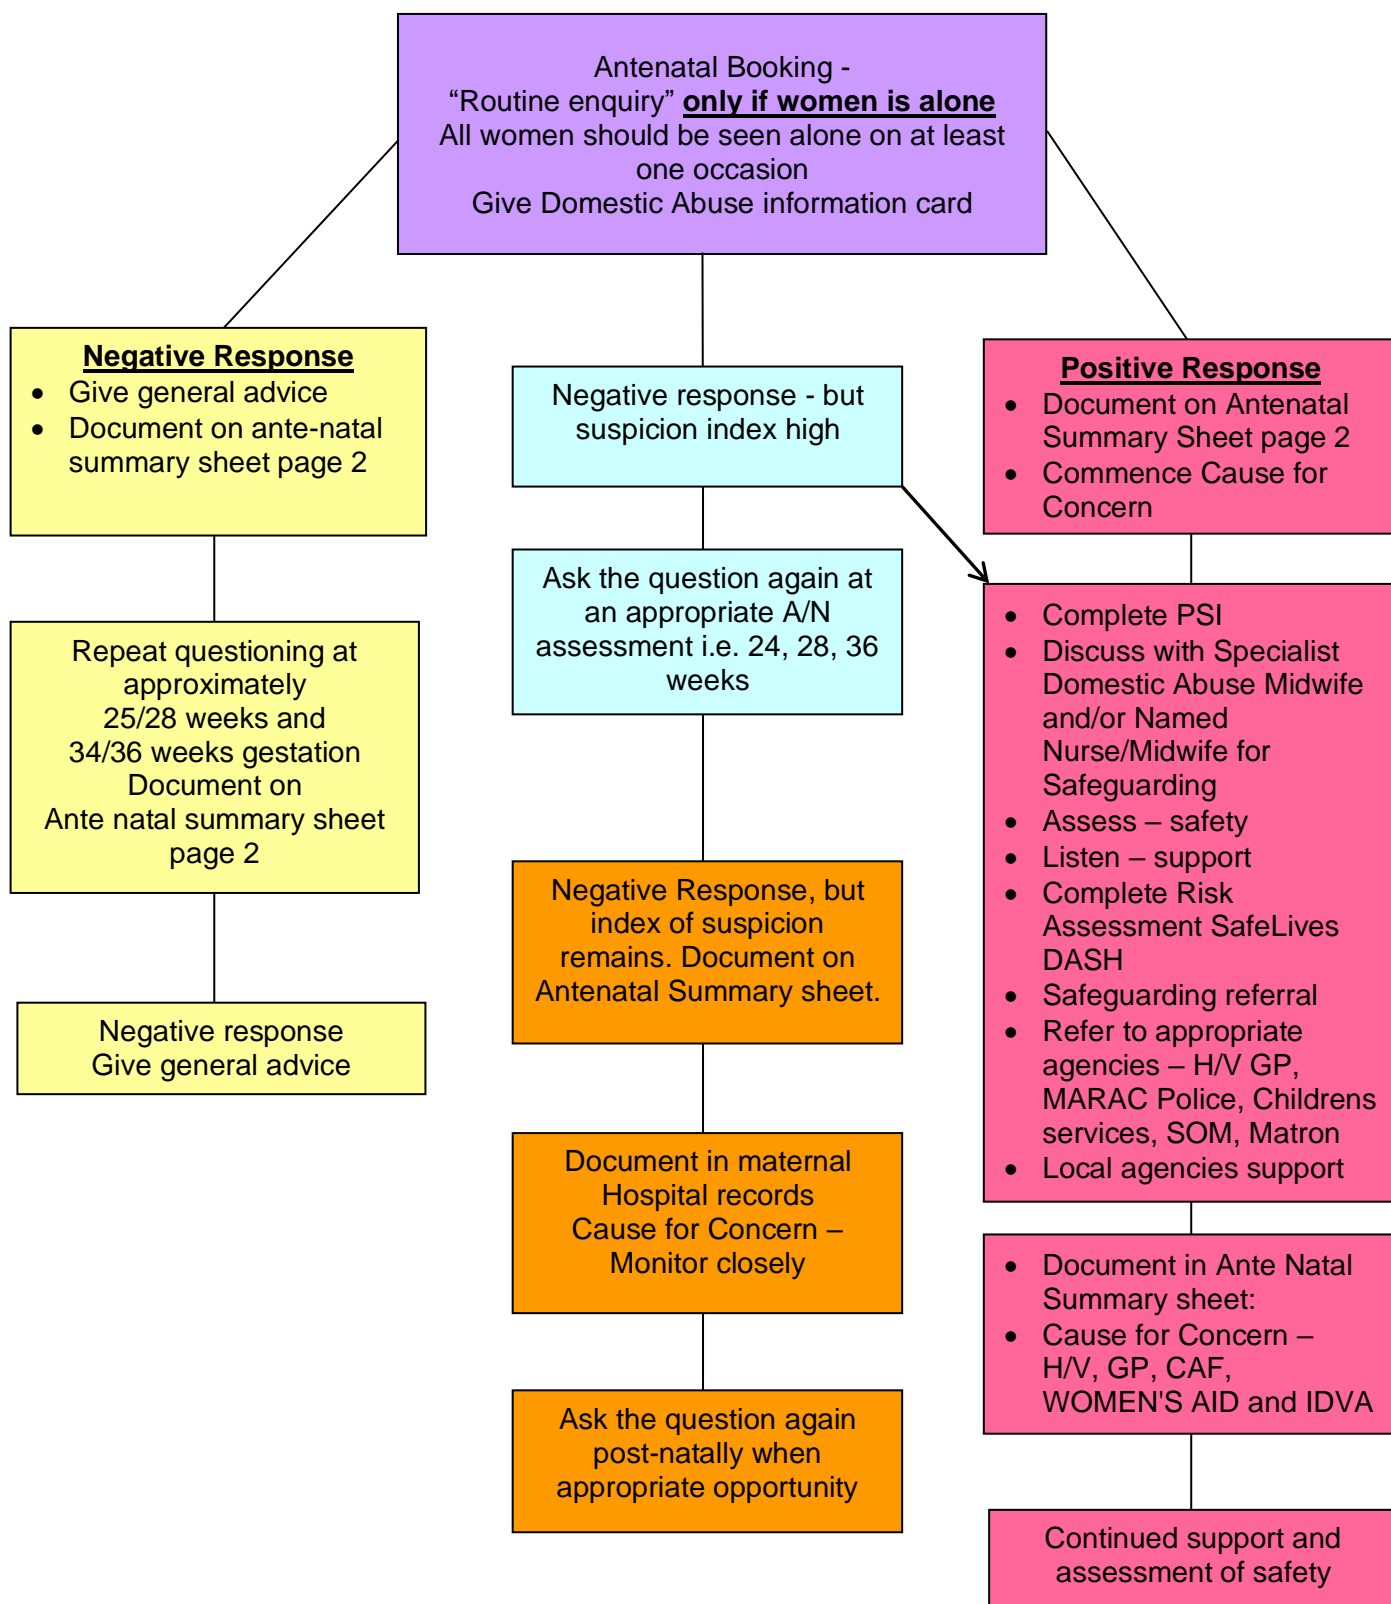 Antenatal Booking -
“Routine enquiry” only if women is alone
All women should be seen alone on at least
one occasion
Give Domestic Abuse information card
Negative Response
• Give general advice
• Document on ante-natal
summary sheet page 2
Repeat questioning at
approximately
25/28 weeks and
34/36 weeks gestation
Document on
Ante natal summary sheet
page 2
Negative response
Give general advice
Negative response - but
suspicion index high
Ask the question again at
an appropriate A/N
assessment i.e. 24, 28, 36
weeks
Negative Response, but
index of suspicion
remains. Document on
Antenatal Summary sheet.
Document in maternal
Hospital records
Cause for Concern –
Monitor closely
Ask the question again
post-natally when
appropriate opportunity
Positive Response
• Document on Antenatal
Summary Sheet page 2
• Commence Cause for
Concern
• Complete PSI
• Discuss with Specialist
Domestic Abuse Midwife
and/or Named
Nurse/Midwife for
Safeguarding
• Assess – safety
• Listen – support
• Complete Risk
Assessment SafeLives
DASH
• Safeguarding referral
• Refer to appropriate
agencies – H/V GP,
MARAC Police, Childrens
services, SOM, Matron
• Local agencies support
• Document in Ante Natal
Summary sheet:
• Cause for Concern –
H/V, GP, CAF,
WOMEN'S AID and IDVA
Continued support and
assessment of safety